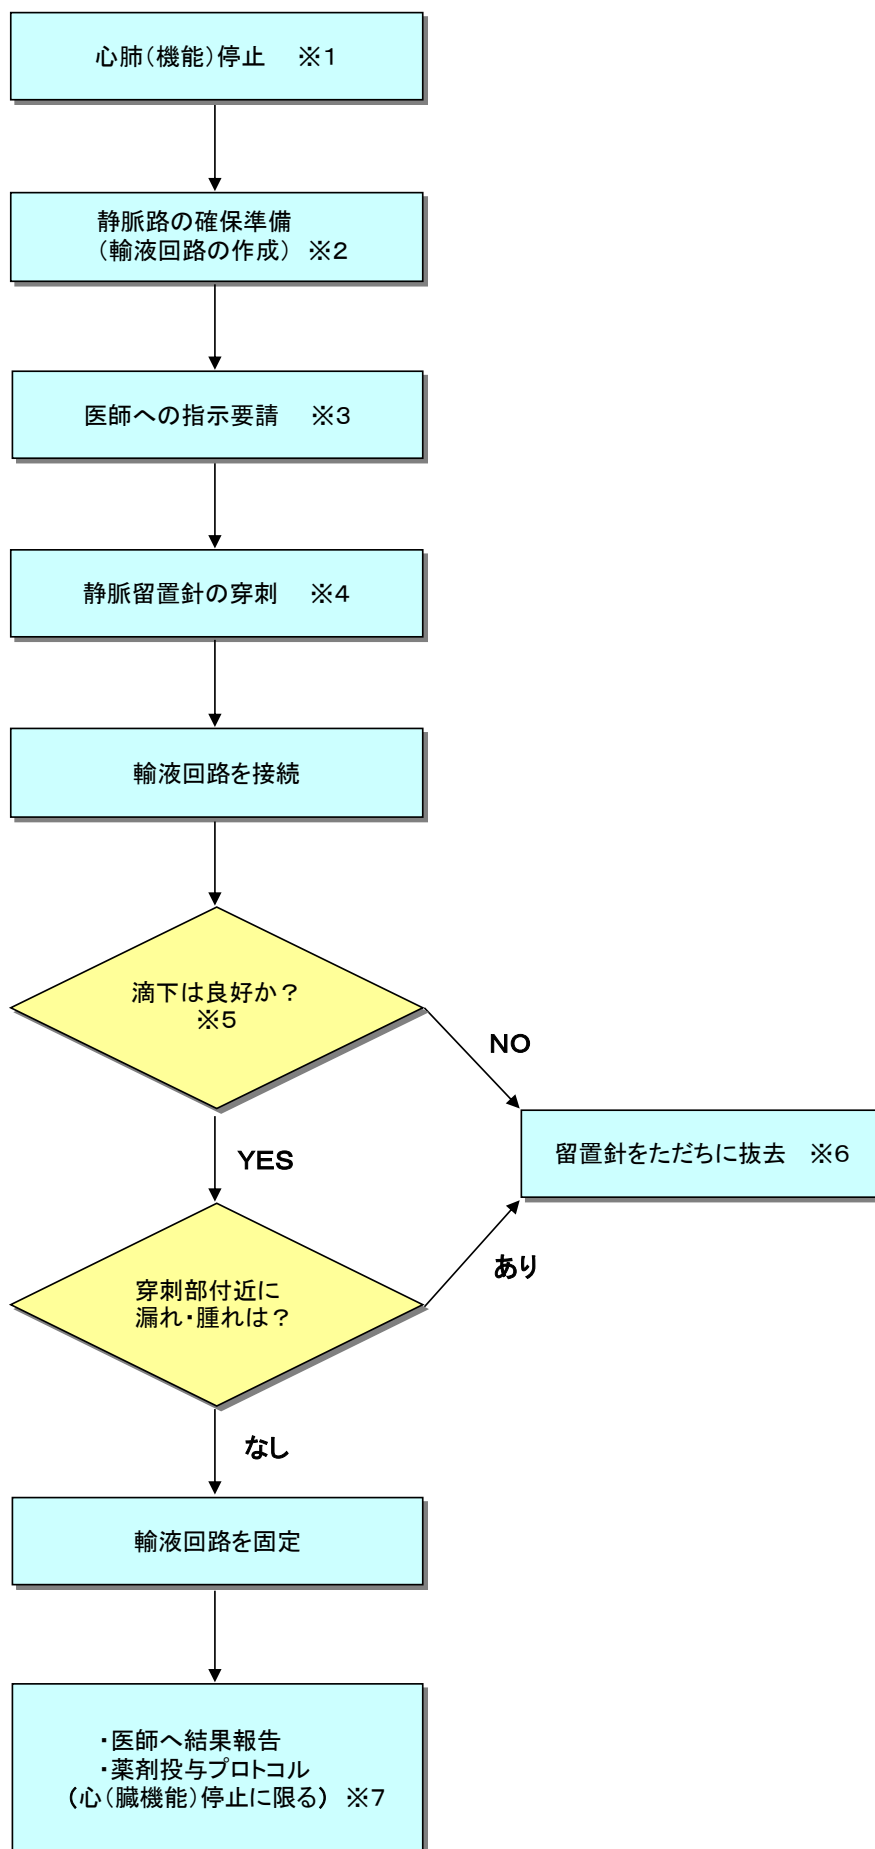 心肺（機能）停止　※１
静脈路の確保準備
（輸液回路の作成）　※２
医師への指示要請　※３
静脈留置針の穿刺　※４
輸液回路を接続
滴下は良好か？
※５
NO
YES
留置針をただちに抜去　※６
穿刺部付近に
漏れ・腫れは？
あり
なし
輸液回路を固定
・医師へ結果報告
・薬剤投与プロトコル
（心（臓機能）停止に限る）　※７